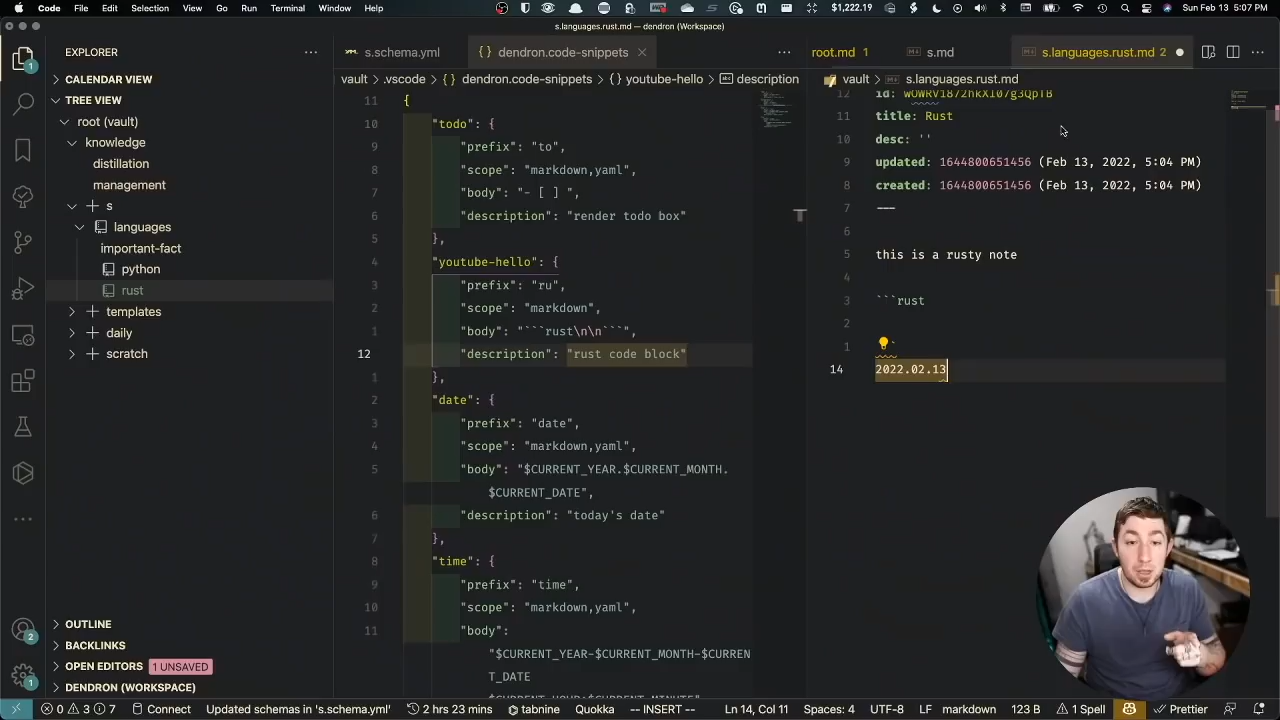 Code File Edit Selection View Go Run Terminal Window Help $1,222.19 Sun Feb 13 5:07 PM
s.languages.rust.md — dendron (Workspace)
EXPLORER
CALENDAR VIEW
TREE VIEW
root (vault)
knowledge
distillation
management
s
languages
important-fact
python
rust
templates
daily
scratch
OUTLINE
BACKLINKS
OPEN EDITORS 1 UNSAVED
DENDRON (WORKSPACE)
2
1
s.schema.yml {} dendron.code-snippets
vault > .vscode > {} dendron.code-snippets > {} youtube-hello > abc description
11 {
10 "todo": {
9 "prefix": "to",
8 "scope": "markdown,yaml",
7 "body": "- [ ] ",
6 "description": "render todo box"
5 },
4 "youtube-hello": {
3 "prefix": "ru",
2 "scope": "markdown",
1 "body": "```rust\n\n```",
12 "description": "rust code block"
1 },
2 "date": {
3 "prefix": "date",
4 "scope": "markdown,yaml",
5 "body": "$CURRENT_YEAR.$CURRENT_MONTH.
$CURRENT_DATE",
6 "description": "today's date"
7 },
8 "time": {
9 "prefix": "time",
10 "scope": "markdown,yaml",
11 "body":
"$CURRENT_YEAR-$CURRENT_MONTH-$CURREN
T_DATE
$CURRENT_HOUR:$CURRENT_MINUTE"
root.md 1 s.md s.languages.rust.md 2
vault > s.languages.rust.md
12 id:
11 title: Rust
10 desc: ''
9 updated: 1644800651456 (Feb 13, 2022, 5:04 PM)
8 created: 1644800651456 (Feb 13, 2022, 5:04 PM)
7 ---
6
5 this is a rusty note
4
3 ```rust
2
1
14 2022.02.13
0 3 7 Connect Updated schemas in 's.schema.yml' 2 hrs 23 mins tabnine Quokka -- INSERT -- Ln 14, Col 11 Spaces: 4 UTF-8 LF markdown 123 B 1 Spell Prettier